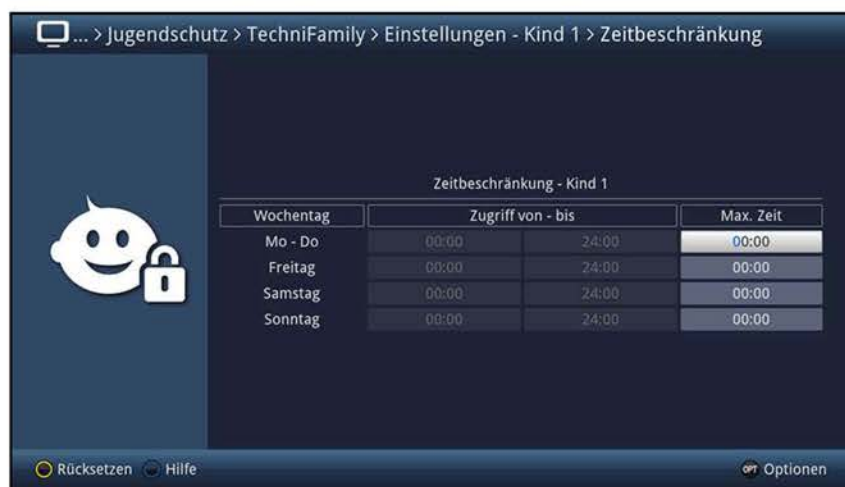 ... > Jugendschutz > TechniFamily > Einstellungen - Kind 1 > Zeitbeschränkung
Zeitbeschränkung - Kind 1
Wochentag Zugriff von - bis Max. Zeit
Mo - Do 00:00 24:00 00:00
Freitag 00:00 24:00 00:00
Samstag 00:00 24:00 00:00
Sonntag 00:00 24:00 00:00
Rücksetzen Hilfe OPT Optionen